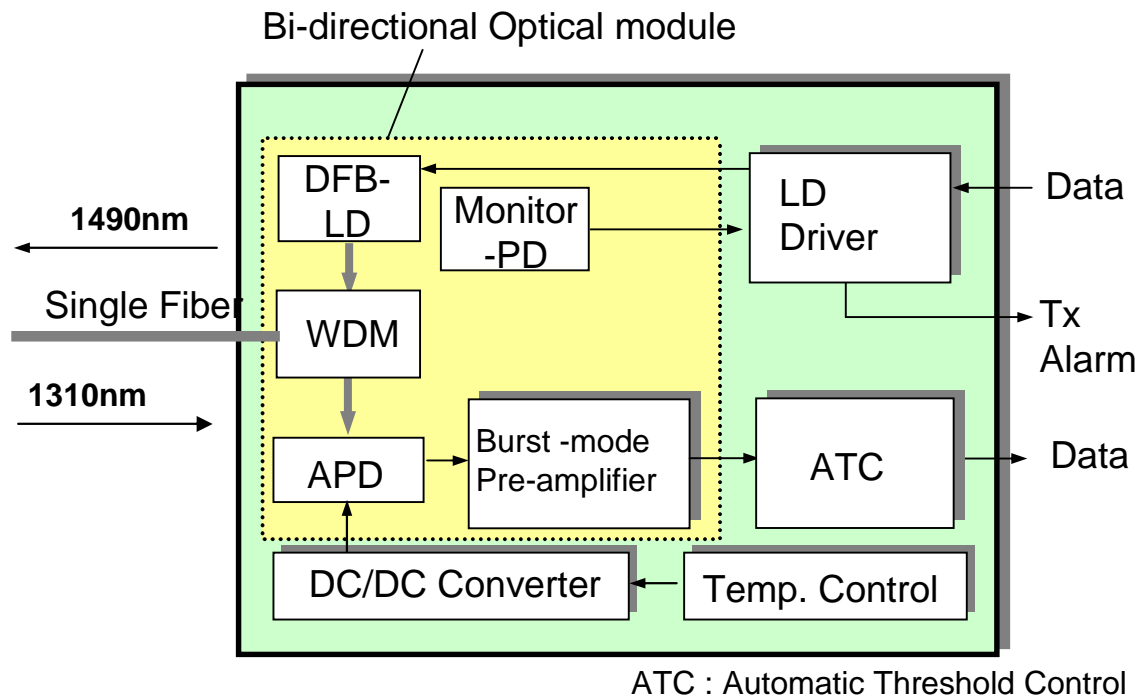 Bi-directional Optical module
DFB-
LD
Monitor
-PD
LD
Driver
Data
1490nm
Single Fiber
WDM
Tx
Alarm
1310nm
APD
Burst -mode
Pre-amplifier
ATC
Data
DC/DC Converter
Temp. Control
ATC : Automatic Threshold Control